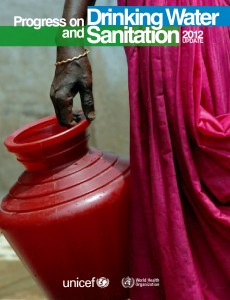 Progress on Drinking Water
and Sanitation 2012
UPDATE
unicef
World Health
Organization